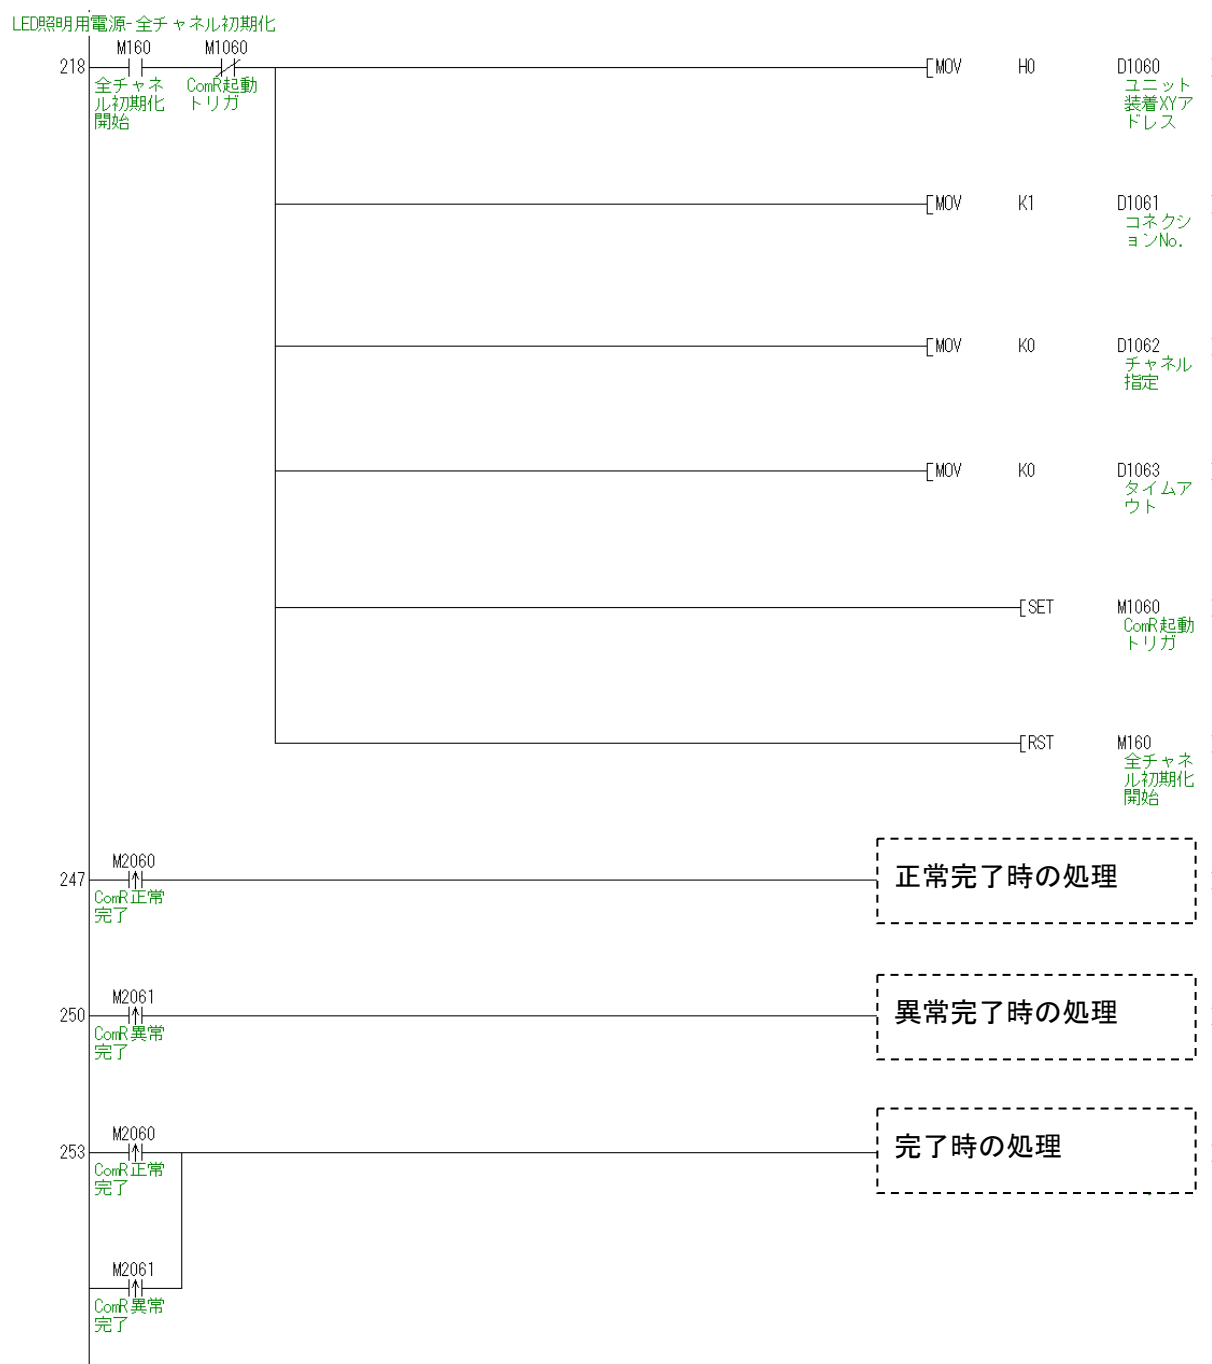 LED照明用電源-全チャネル初期化
M160 M1060
218 [MOV H0 D1060
全チャネ ComR起動 ユニット
ル初期化 トリガ 装着XYア
開始 ドレス
[MOV K1 D1061
コネクシ
ョンNo.
[MOV K0 D1062
チャネル
指定
[MOV K0 D1063
タイムア
ウト
[SET M1060
ComR起動
トリガ
[RST M160
全チャネ
ル初期化
開始
M2060
247 正常完了時の処理
ComR正常
完了
M2061
250 異常完了時の処理
ComR異常
完了
M2060
253 完了時の処理
ComR正常
完了
M2061
ComR異常
完了